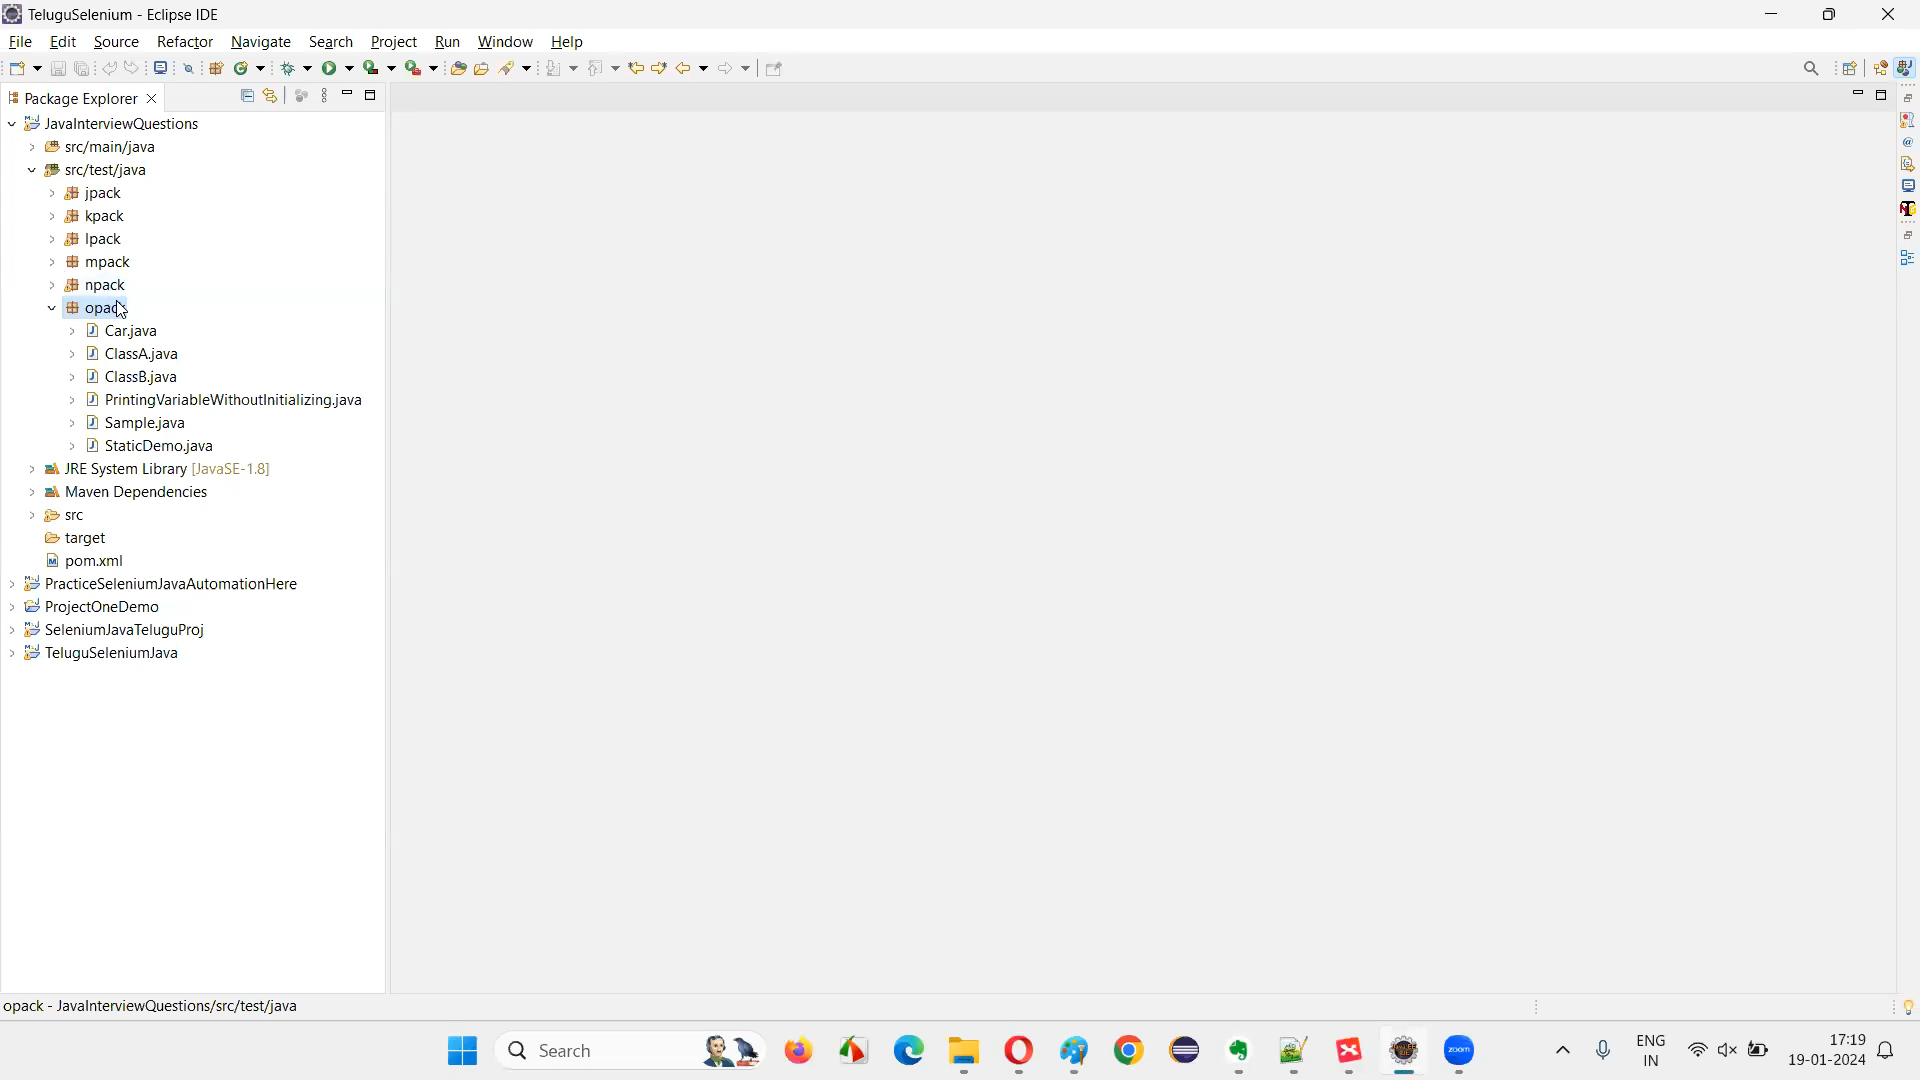 TeluguSelenium - Eclipse IDE
File Edit Source Refactor Navigate Search Project Run Window Help
Package Explorer
JavaInterviewQuestions
src/main/java
src/test/java
jpack
kpack
lpack
mpack
npack
opack
Car.java
ClassA.java
ClassB.java
PrintingVariableWithoutInitializing.java
Sample.java
StaticDemo.java
JRE System Library [JavaSE-1.8]
Maven Dependencies
src
target
pom.xml
PracticeSeleniumJavaAutomationHere
ProjectOneDemo
SeleniumJavaTeluguProj
TeluguSeleniumJava
opack - JavaInterviewQuestions/src/test/java
Search
zoom
ENG
IN
17:19
19-01-2024